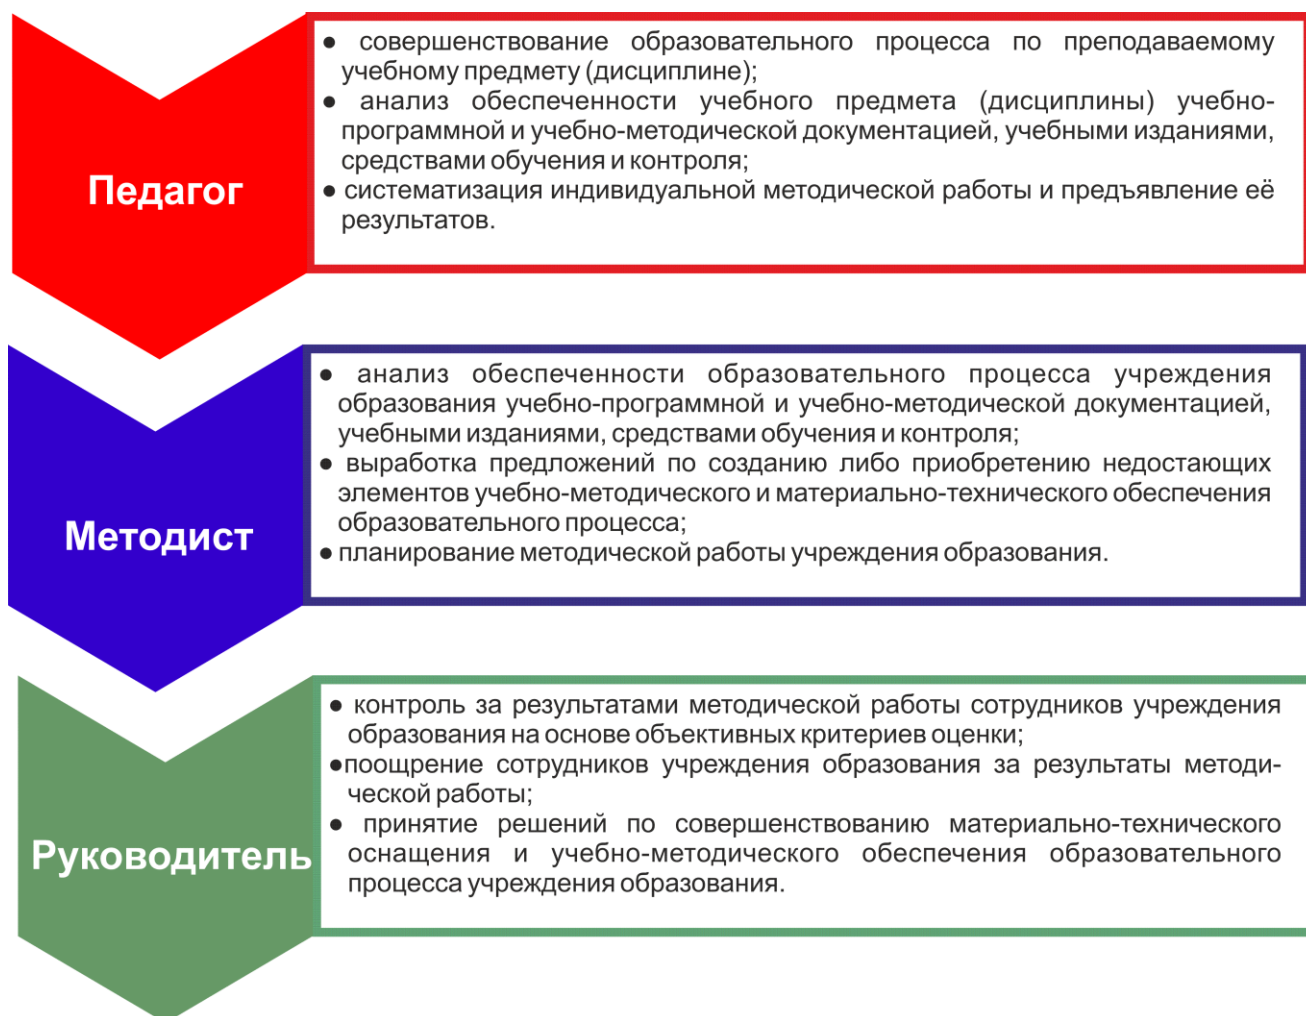 Педагог
● совершенствование образовательного процесса по преподаваемому
учебному предмету (дисциплине);
● анализ обеспеченности учебного предмета (дисциплины) учебно-
программной и учебно-методической документацией, учебными изданиями,
средствами обучения и контроля;
● систематизация индивидуальной методической работы и предъявление её
результатов.
Методист
● анализ обеспеченности образовательного процесса учреждения
образования учебно-программной и учебно-методической документацией,
учебными изданиями, средствами обучения и контроля;
● выработка предложений по созданию либо приобретению недостающих
элементов учебно-методического и материально-технического обеспечения
образовательного процесса;
● планирование методической работы учреждения образования.
Руководитель
● контроль за результатами методической работы сотрудников учреждения
образования на основе объективных критериев оценки;
●поощрение сотрудников учреждения образования за результаты методи-
ческой работы;
● принятие решений по совершенствованию материально-технического
оснащения и учебно-методического обеспечения образовательного
процесса учреждения образования.